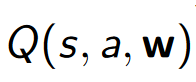 Q(s, a, w)